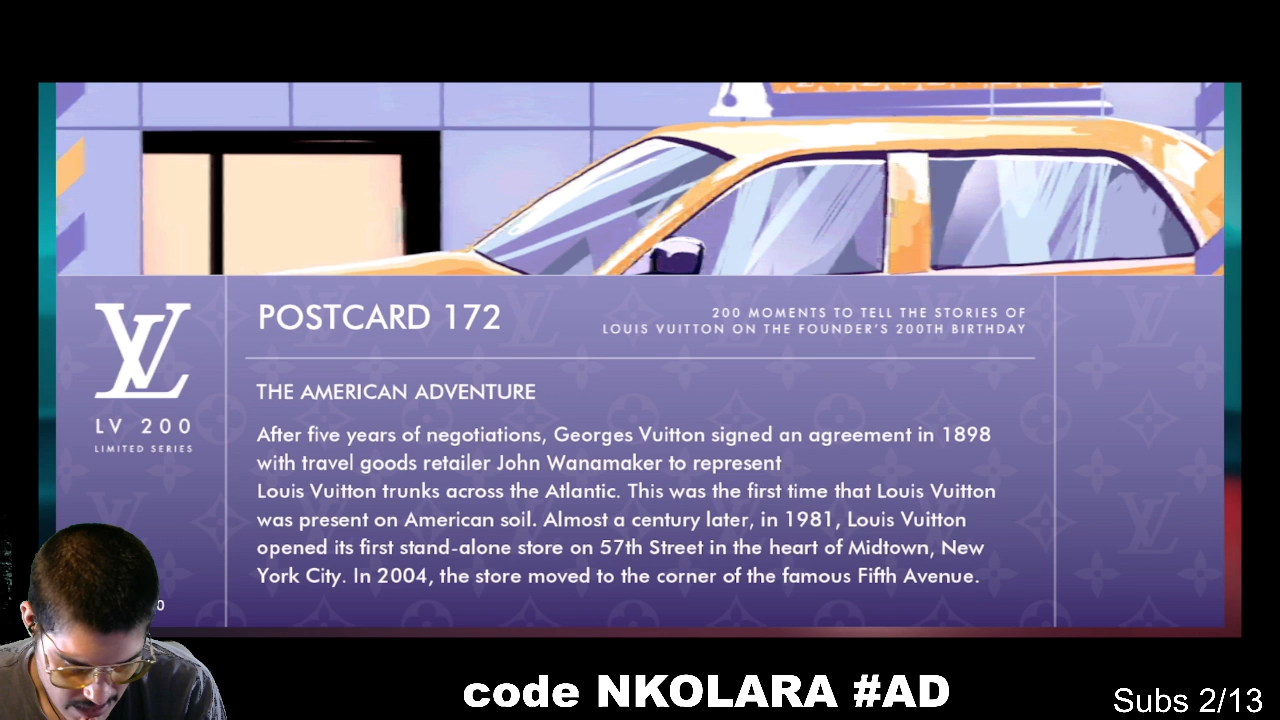 POSTCARD 172
200 MOMENTS TO TELL THE STORIES OF
LOUIS VUITTON ON THE FOUNDER'S 200TH BIRTHDAY
LV
LV 200
LIMITED SERIES
THE AMERICAN ADVENTURE
After five years of negotiations, Georges Vuitton signed an agreement in 1898
with travel goods retailer John Wanamaker to represent
Louis Vuitton trunks across the Atlantic. This was the first time that Louis Vuitton
was present on American soil. Almost a century later, in 1981, Louis Vuitton
opened its first stand-alone store on 57th Street in the heart of Midtown, New
York City. In 2004, the store moved to the corner of the famous Fifth Avenue.
code NKOLARA #AD
Subs 2/13